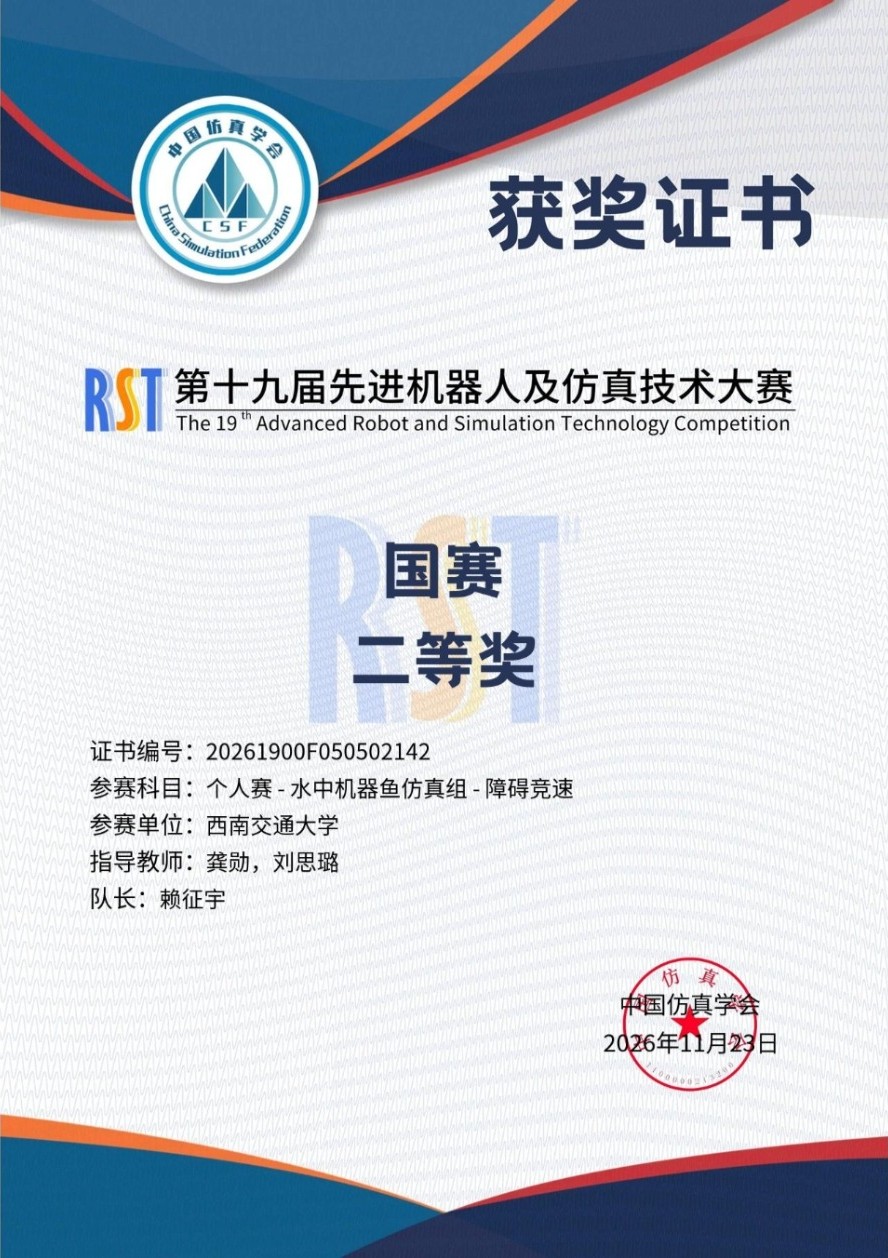 中国仿真学会
CSF
China Simulation Federation
获奖证书
RST 第十九届先进机器人及仿真技术大赛
The 19th Advanced Robot and Simulation Technology Competition
RST
国赛
二等奖
证书编号：20261900F050502142
参赛科目：个人赛 - 水中机器鱼仿真组 - 障碍竞速
参赛单位：西南交通大学
指导教师：龚勋，刘思璐
队长：赖征宇
中国仿真学会
2026年11月23日